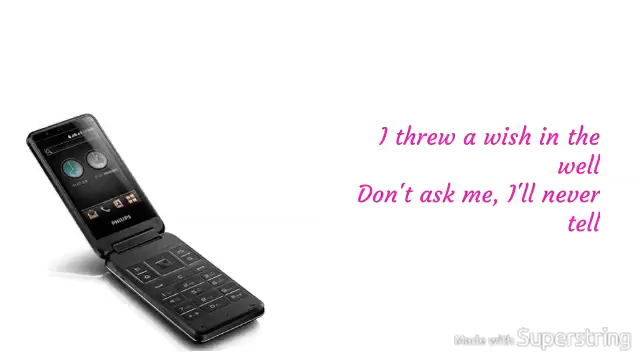 PHILIPS
I threw a wish in the
well
Don't ask me, I'll never
tell
Made with Superstring